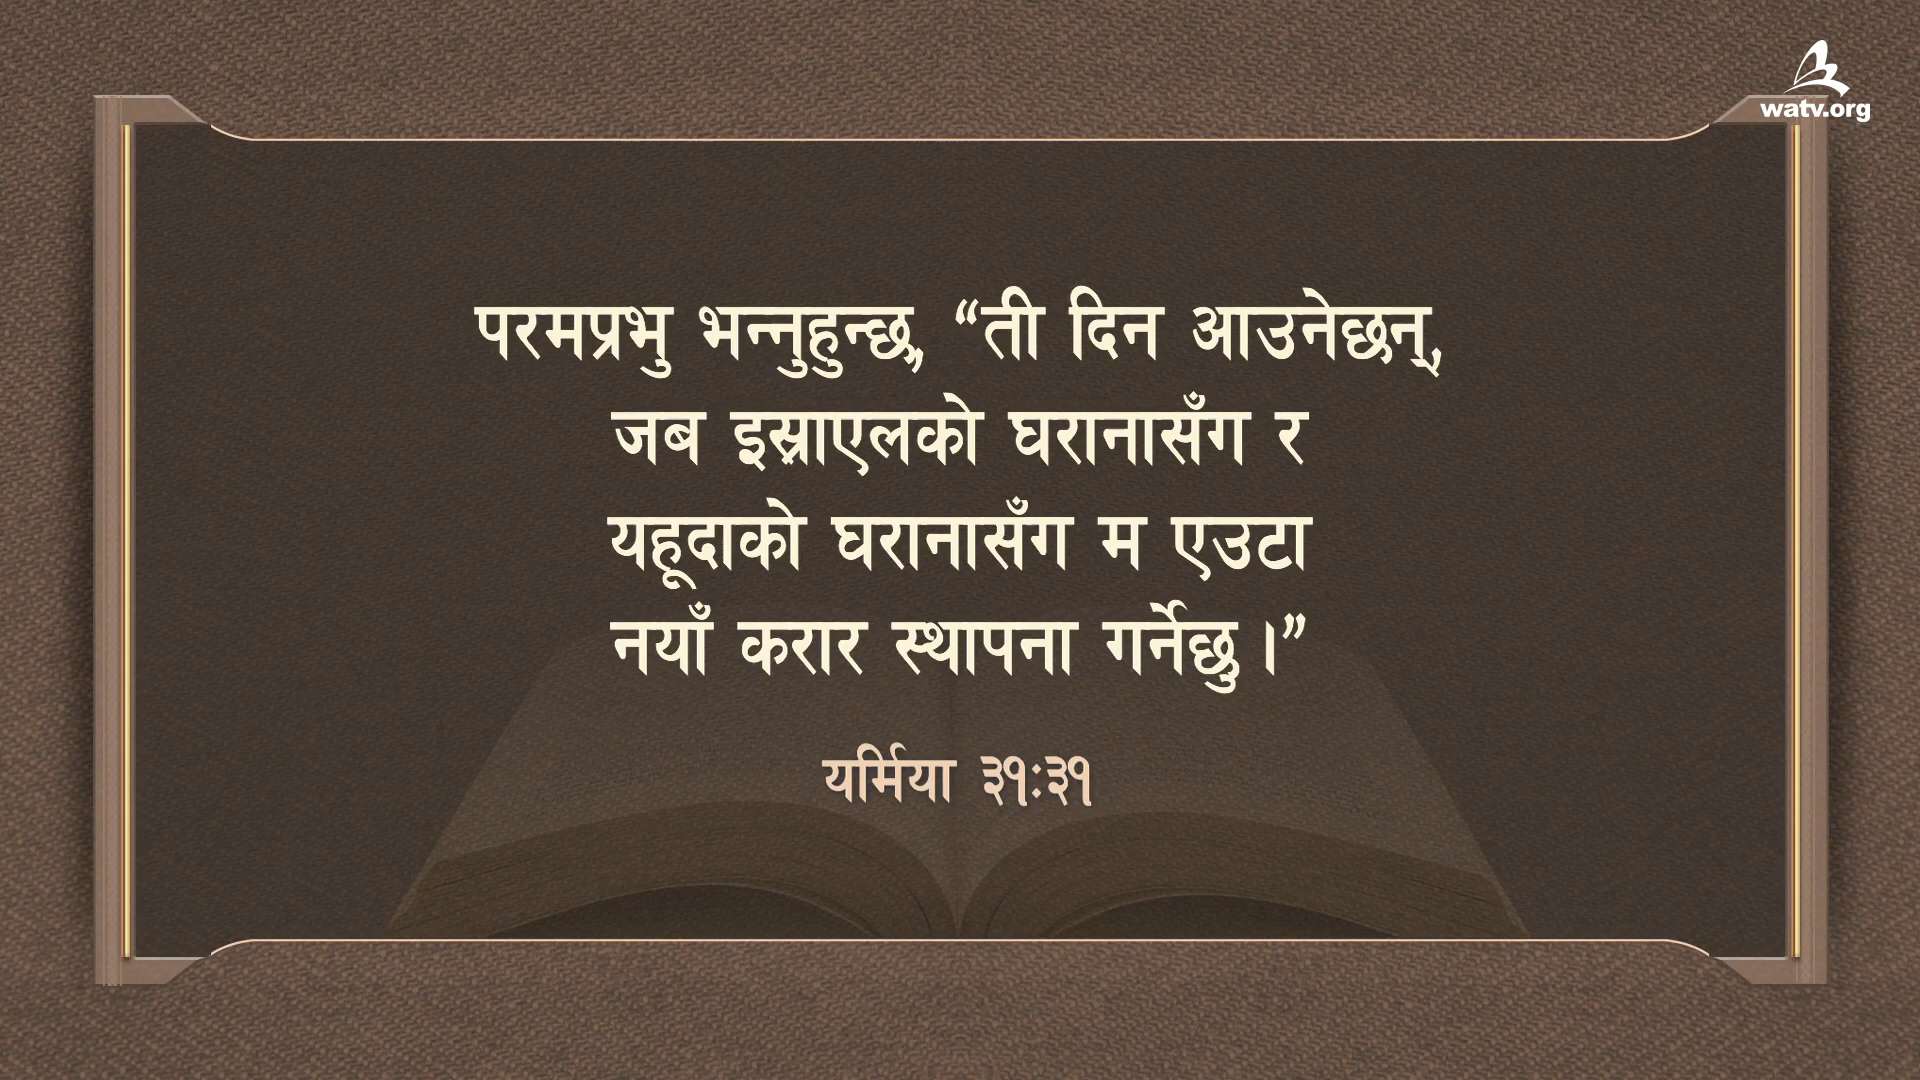 watv.org
परमप्रभु भन्नुहुन्छ, “ती दिन आउनेछन्,
जब इस्राएलको घरानासँग र
यहूदाको घरानासँग म एउटा
नयाँ करार स्थापना गर्नेछु ।”
यर्मिया ३१:३१